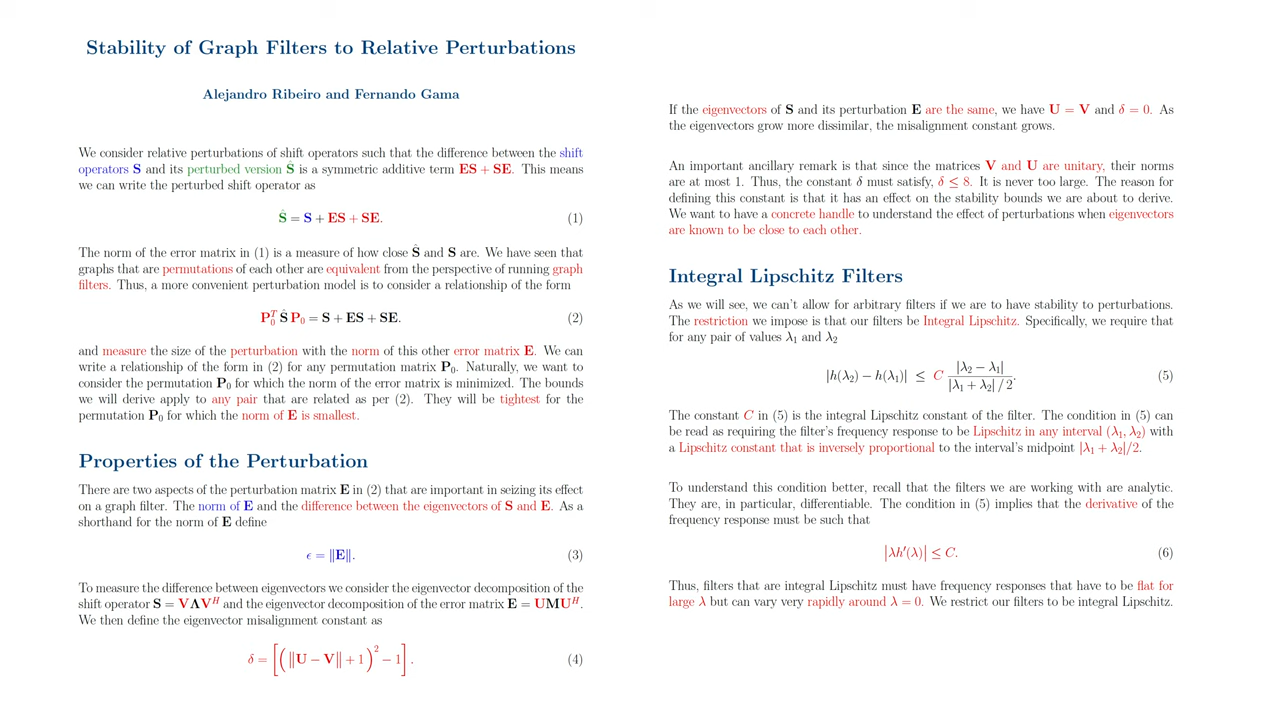 Stability of Graph Filters to Relative Perturbations
Alejandro Ribeiro and Fernando Gama
We consider relative perturbations of shift operators such that the difference between the shift
operators S and its perturbed version Ŝ is a symmetric additive term ES + SE. This means
we can write the perturbed shift operator as
Ŝ = S + ES + SE. (1)
The norm of the error matrix in (1) is a measure of how close Ŝ and S are. We have seen that
graphs that are permutations of each other are equivalent from the perspective of running graph
filters. Thus, a more convenient perturbation model is to consider a relationship of the form
P₀ᵀ Ŝ P₀ = S + ES + SE. (2)
and measure the size of the perturbation with the norm of this other error matrix E. We can
write a relationship of the form in (2) for any permutation matrix P₀. Naturally, we want to
consider the permutation P₀ for which the norm of the error matrix is minimized. The bounds
we will derive apply to any pair that are related as per (2). They will be tightest for the
permutation P₀ for which the norm of E is smallest.
Properties of the Perturbation
There are two aspects of the perturbation matrix E in (2) that are important in seizing its effect
on a graph filter. The norm of E and the difference between the eigenvectors of S and E. As a
shorthand for the norm of E define
ϵ = ‖E‖. (3)
To measure the difference between eigenvectors we consider the eigenvector decomposition of the
shift operator S = VΛVᴴ and the eigenvector decomposition of the error matrix E = UMUᴴ.
We then define the eigenvector misalignment constant as
δ = [(‖U − V‖ + 1)² − 1]. (4)
If the eigenvectors of S and its perturbation E are the same, we have U = V and δ = 0. As
the eigenvectors grow more dissimilar, the misalignment constant grows.
An important ancillary remark is that since the matrices V and U are unitary, their norms
are at most 1. Thus, the constant δ must satisfy, δ ≤ 8. It is never too large. The reason for
defining this constant is that it has an effect on the stability bounds we are about to derive.
We want to have a concrete handle to understand the effect of perturbations when eigenvectors
are known to be close to each other.
Integral Lipschitz Filters
As we will see, we can't allow for arbitrary filters if we are to have stability to perturbations.
The restriction we impose is that our filters be Integral Lipschitz. Specifically, we require that
for any pair of values λ₁ and λ₂
|h(λ₂) − h(λ₁)| ≤ C |λ₂ − λ₁| / |λ₁ + λ₂| / 2. (5)
The constant C in (5) is the integral Lipschitz constant of the filter. The condition in (5) can
be read as requiring the filter's frequency response to be Lipschitz in any interval (λ₁, λ₂) with
a Lipschitz constant that is inversely proportional to the interval's midpoint |λ₁ + λ₂|/2.
To understand this condition better, recall that the filters we are working with are analytic.
They are, in particular, differentiable. The condition in (5) implies that the derivative of the
frequency response must be such that
|λh′(λ)| ≤ C. (6)
Thus, filters that are integral Lipschitz must have frequency responses that have to be flat for
large λ but can vary very rapidly around λ = 0. We restrict our filters to be integral Lipschitz.